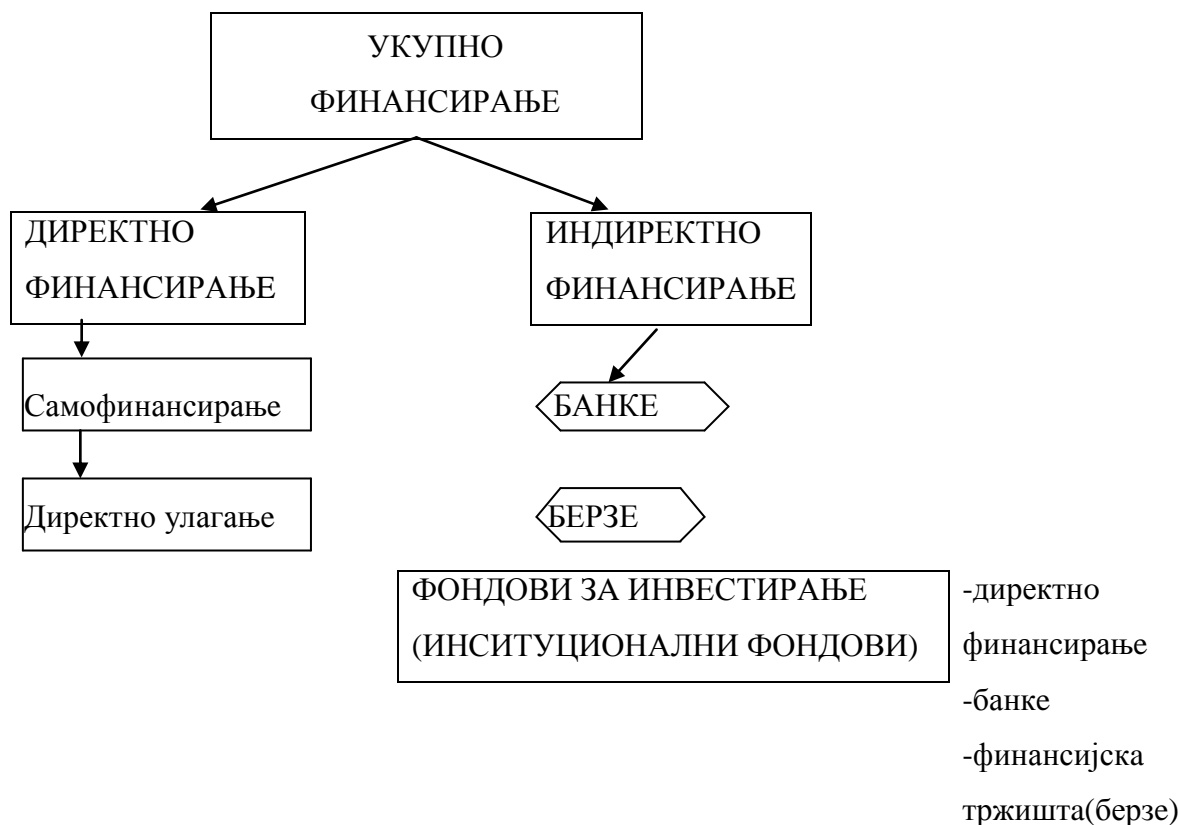 УКУПНО
ФИНАНСИРАЊЕ
ДИРЕКТНО
ФИНАНСИРАЊЕ
ИНДИРЕКТНО
ФИНАНСИРАЊЕ
Самофинансирање
БАНКЕ
Директно улагање
БЕРЗЕ
ФОНДОВИ ЗА ИНВЕСТИРАЊЕ
(ИНСИТУЦИОНАЛНИ ФОНДОВИ)
-директно
финансирање
-банке
-финансијска
тржишта(берзе)